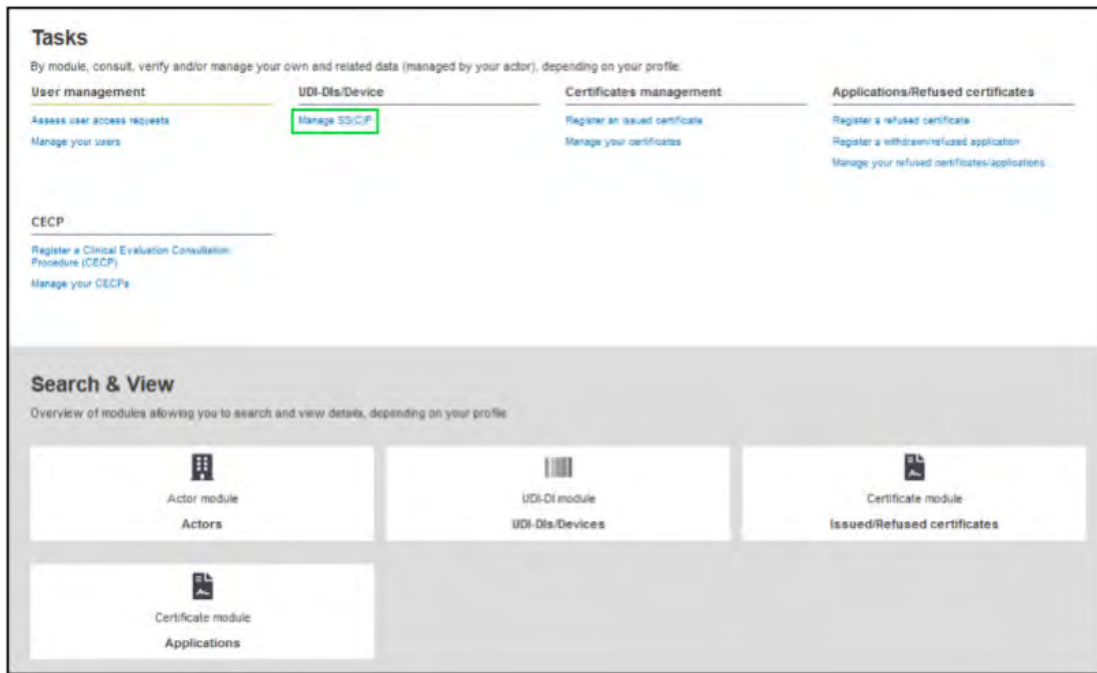 Tasks
By module, consult, verify and/or manage your own and related data (managed by your actor), depending on your profile.
User management
Assess user access requests
Manage your users
UDI-DIs/Device
Manage SS(C)P
Certificates management
Register an issued certificate
Manage your certificates
Applications/Refused certificates
Register a refused certificate
Register a withdrawn/refused application
Manage your refused certificates/applications
CECP
Register a Clinical Evaluation Consultation
Procedure (CECP)
Manage your CECPs
Search & View
Overview of modules allowing you to search and view details, depending on your profile
Actor module
Actors
UDI-DI module
UDI-DIs/Devices
Certificate module
Issued/Refused certificates
Certificate module
Applications